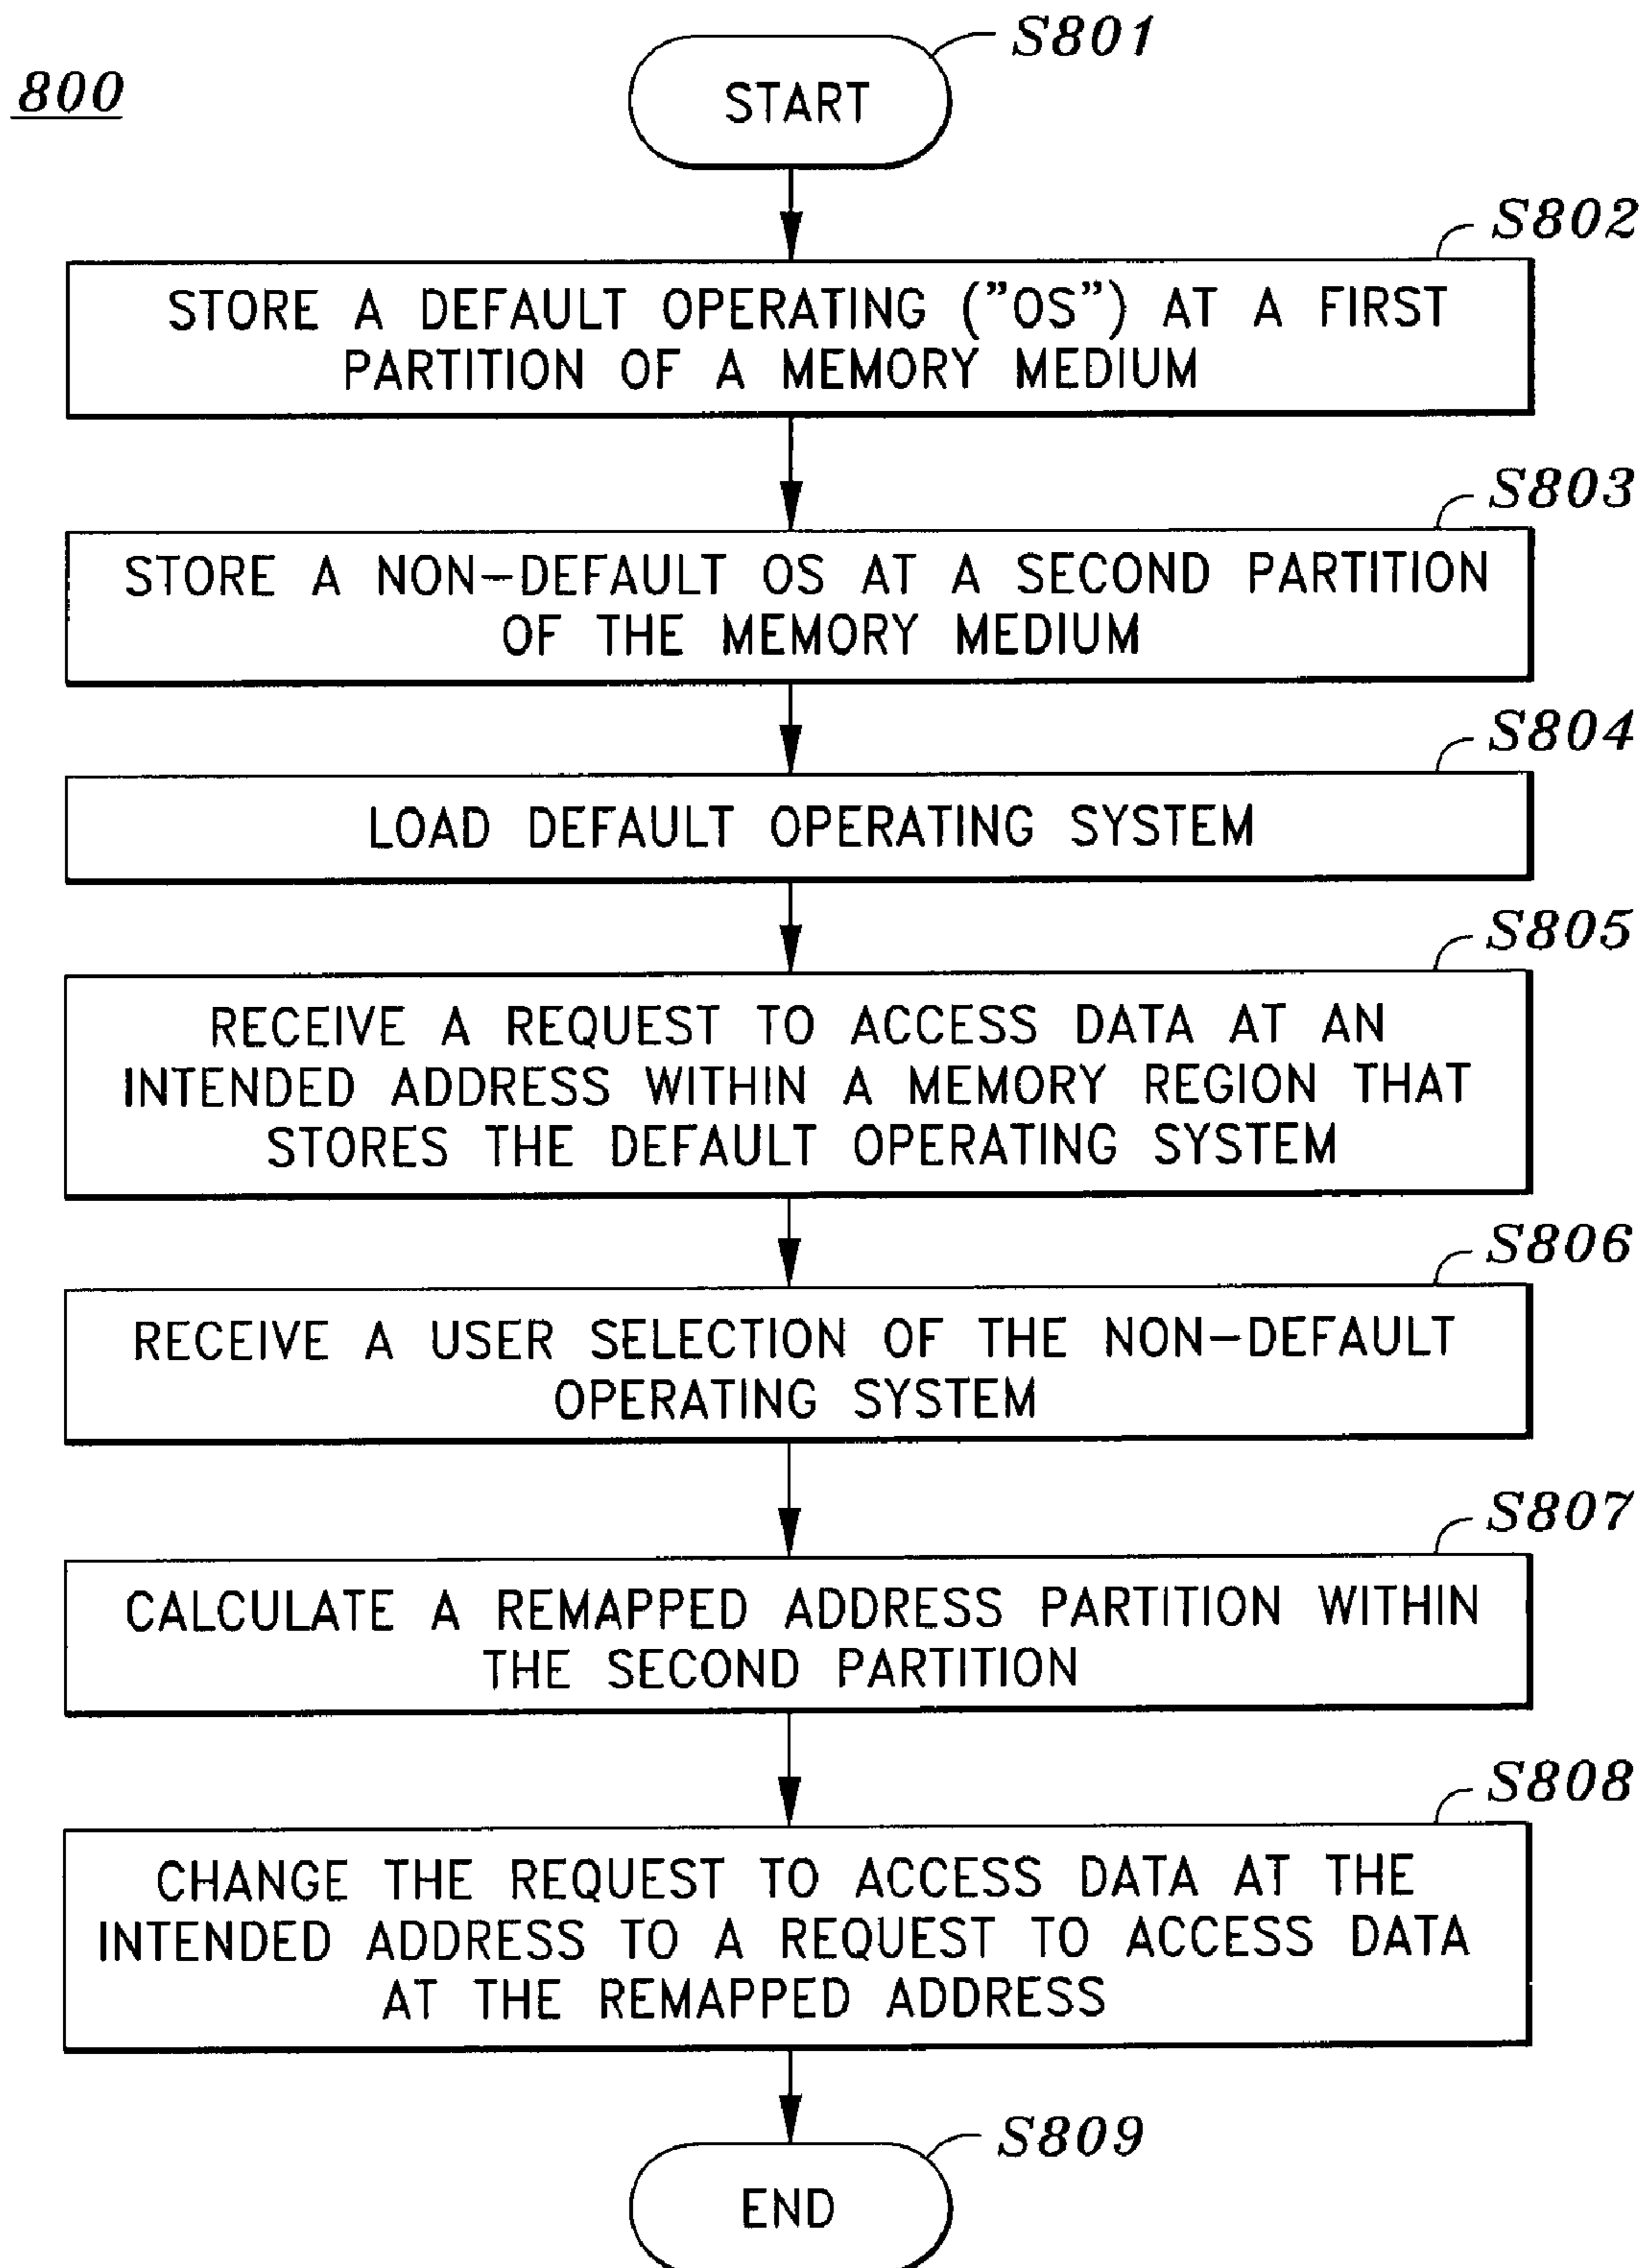 800
S801
START
S802
STORE A DEFAULT OPERATING (”OS”) AT A FIRST
PARTITION OF A MEMORY MEDIUM
S803
STORE A NON-DEFAULT OS AT A SECOND PARTITION
OF THE MEMORY MEDIUM
S804
LOAD DEFAULT OPERATING SYSTEM
S805
RECEIVE A REQUEST TO ACCESS DATA AT AN
INTENDED ADDRESS WITHIN A MEMORY REGION THAT
STORES THE DEFAULT OPERATING SYSTEM
S806
RECEIVE A USER SELECTION OF THE NON-DEFAULT
OPERATING SYSTEM
S807
CALCULATE A REMAPPED ADDRESS PARTITION WITHIN
THE SECOND PARTITION
S808
CHANGE THE REQUEST TO ACCESS DATA AT THE
INTENDED ADDRESS TO A REQUEST TO ACCESS DATA
AT THE REMAPPED ADDRESS
S809
END